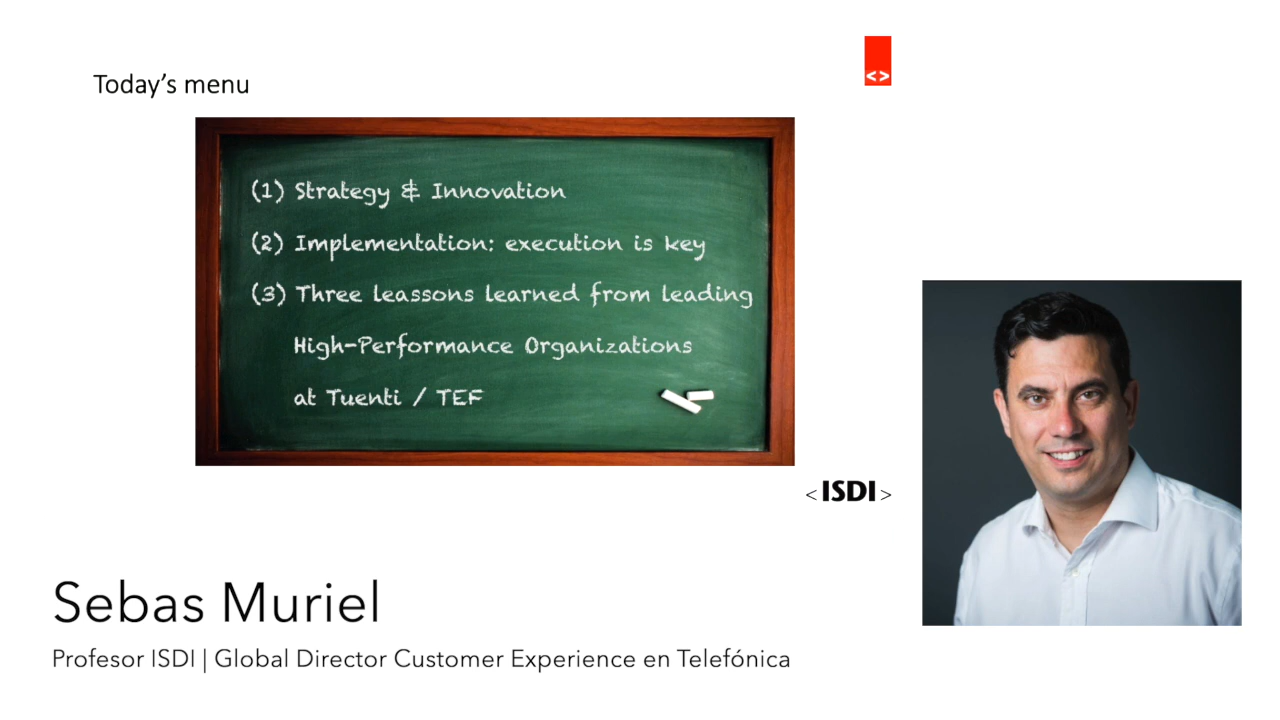 Today's menu
<>
(1) Strategy & Innovation
(2) Implementation: execution is key
(3) Three leassons learned from leading
High-Performance Organizations
at Tuenti / TEF
<ISDI>
Sebas Muriel
Profesor ISDI | Global Director Customer Experience en Telefónica